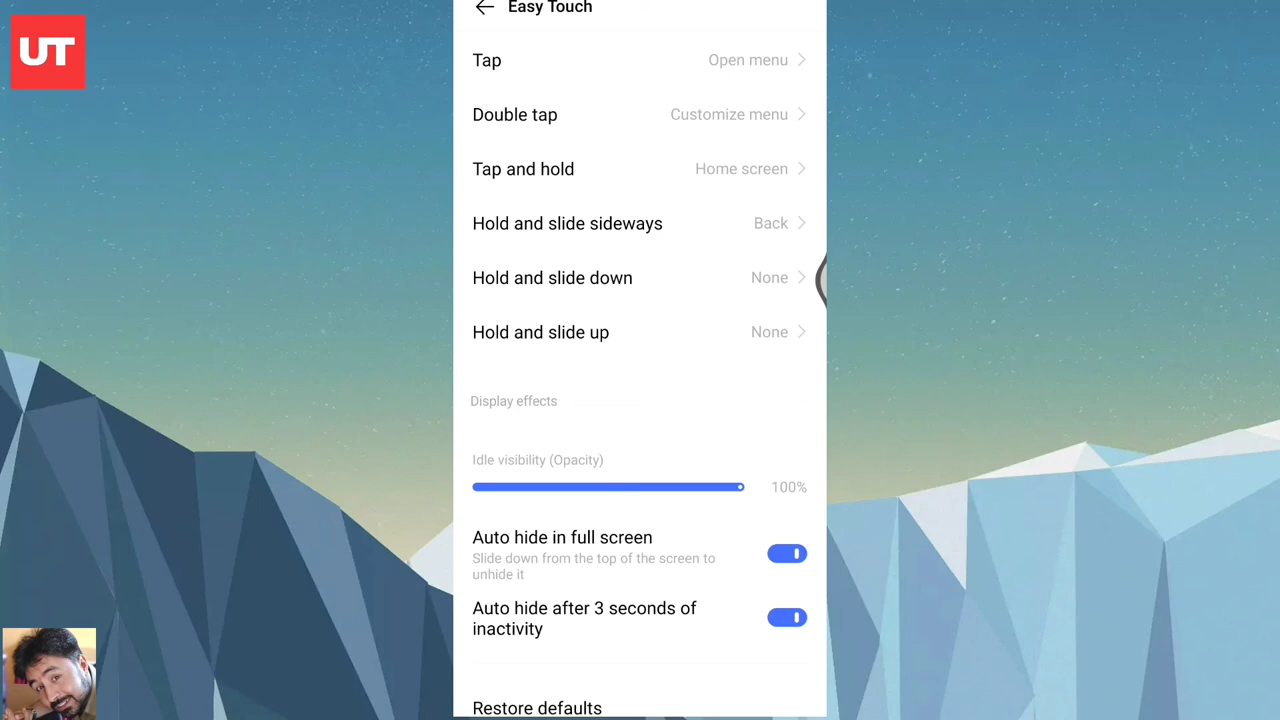 UT
Easy Touch
Tap Open menu
Double tap Customize menu
Tap and hold Home screen
Hold and slide sideways Back
Hold and slide down None
Hold and slide up None
Display effects
Idle visibility (Opacity)
100%
Auto hide in full screen
Slide down from the top of the screen to
unhide it
Auto hide after 3 seconds of
inactivity
Restore defaults